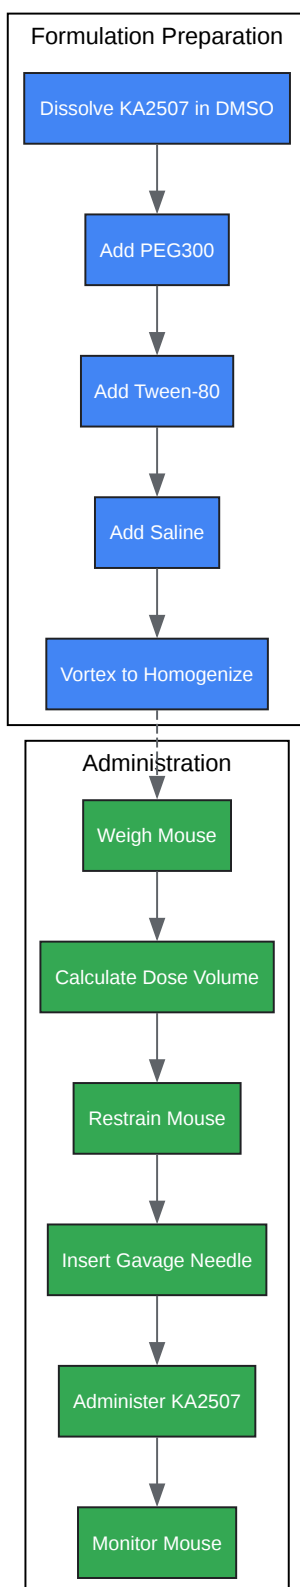 Formulation Preparation
Dissolve KA2507 in DMSO
Add PEG300
Add Tween-80
Add Saline
Vortex to Homogenize
Administration
Weigh Mouse
Calculate Dose Volume
Restrain Mouse
Insert Gavage Needle
Administer KA2507
Monitor Mouse